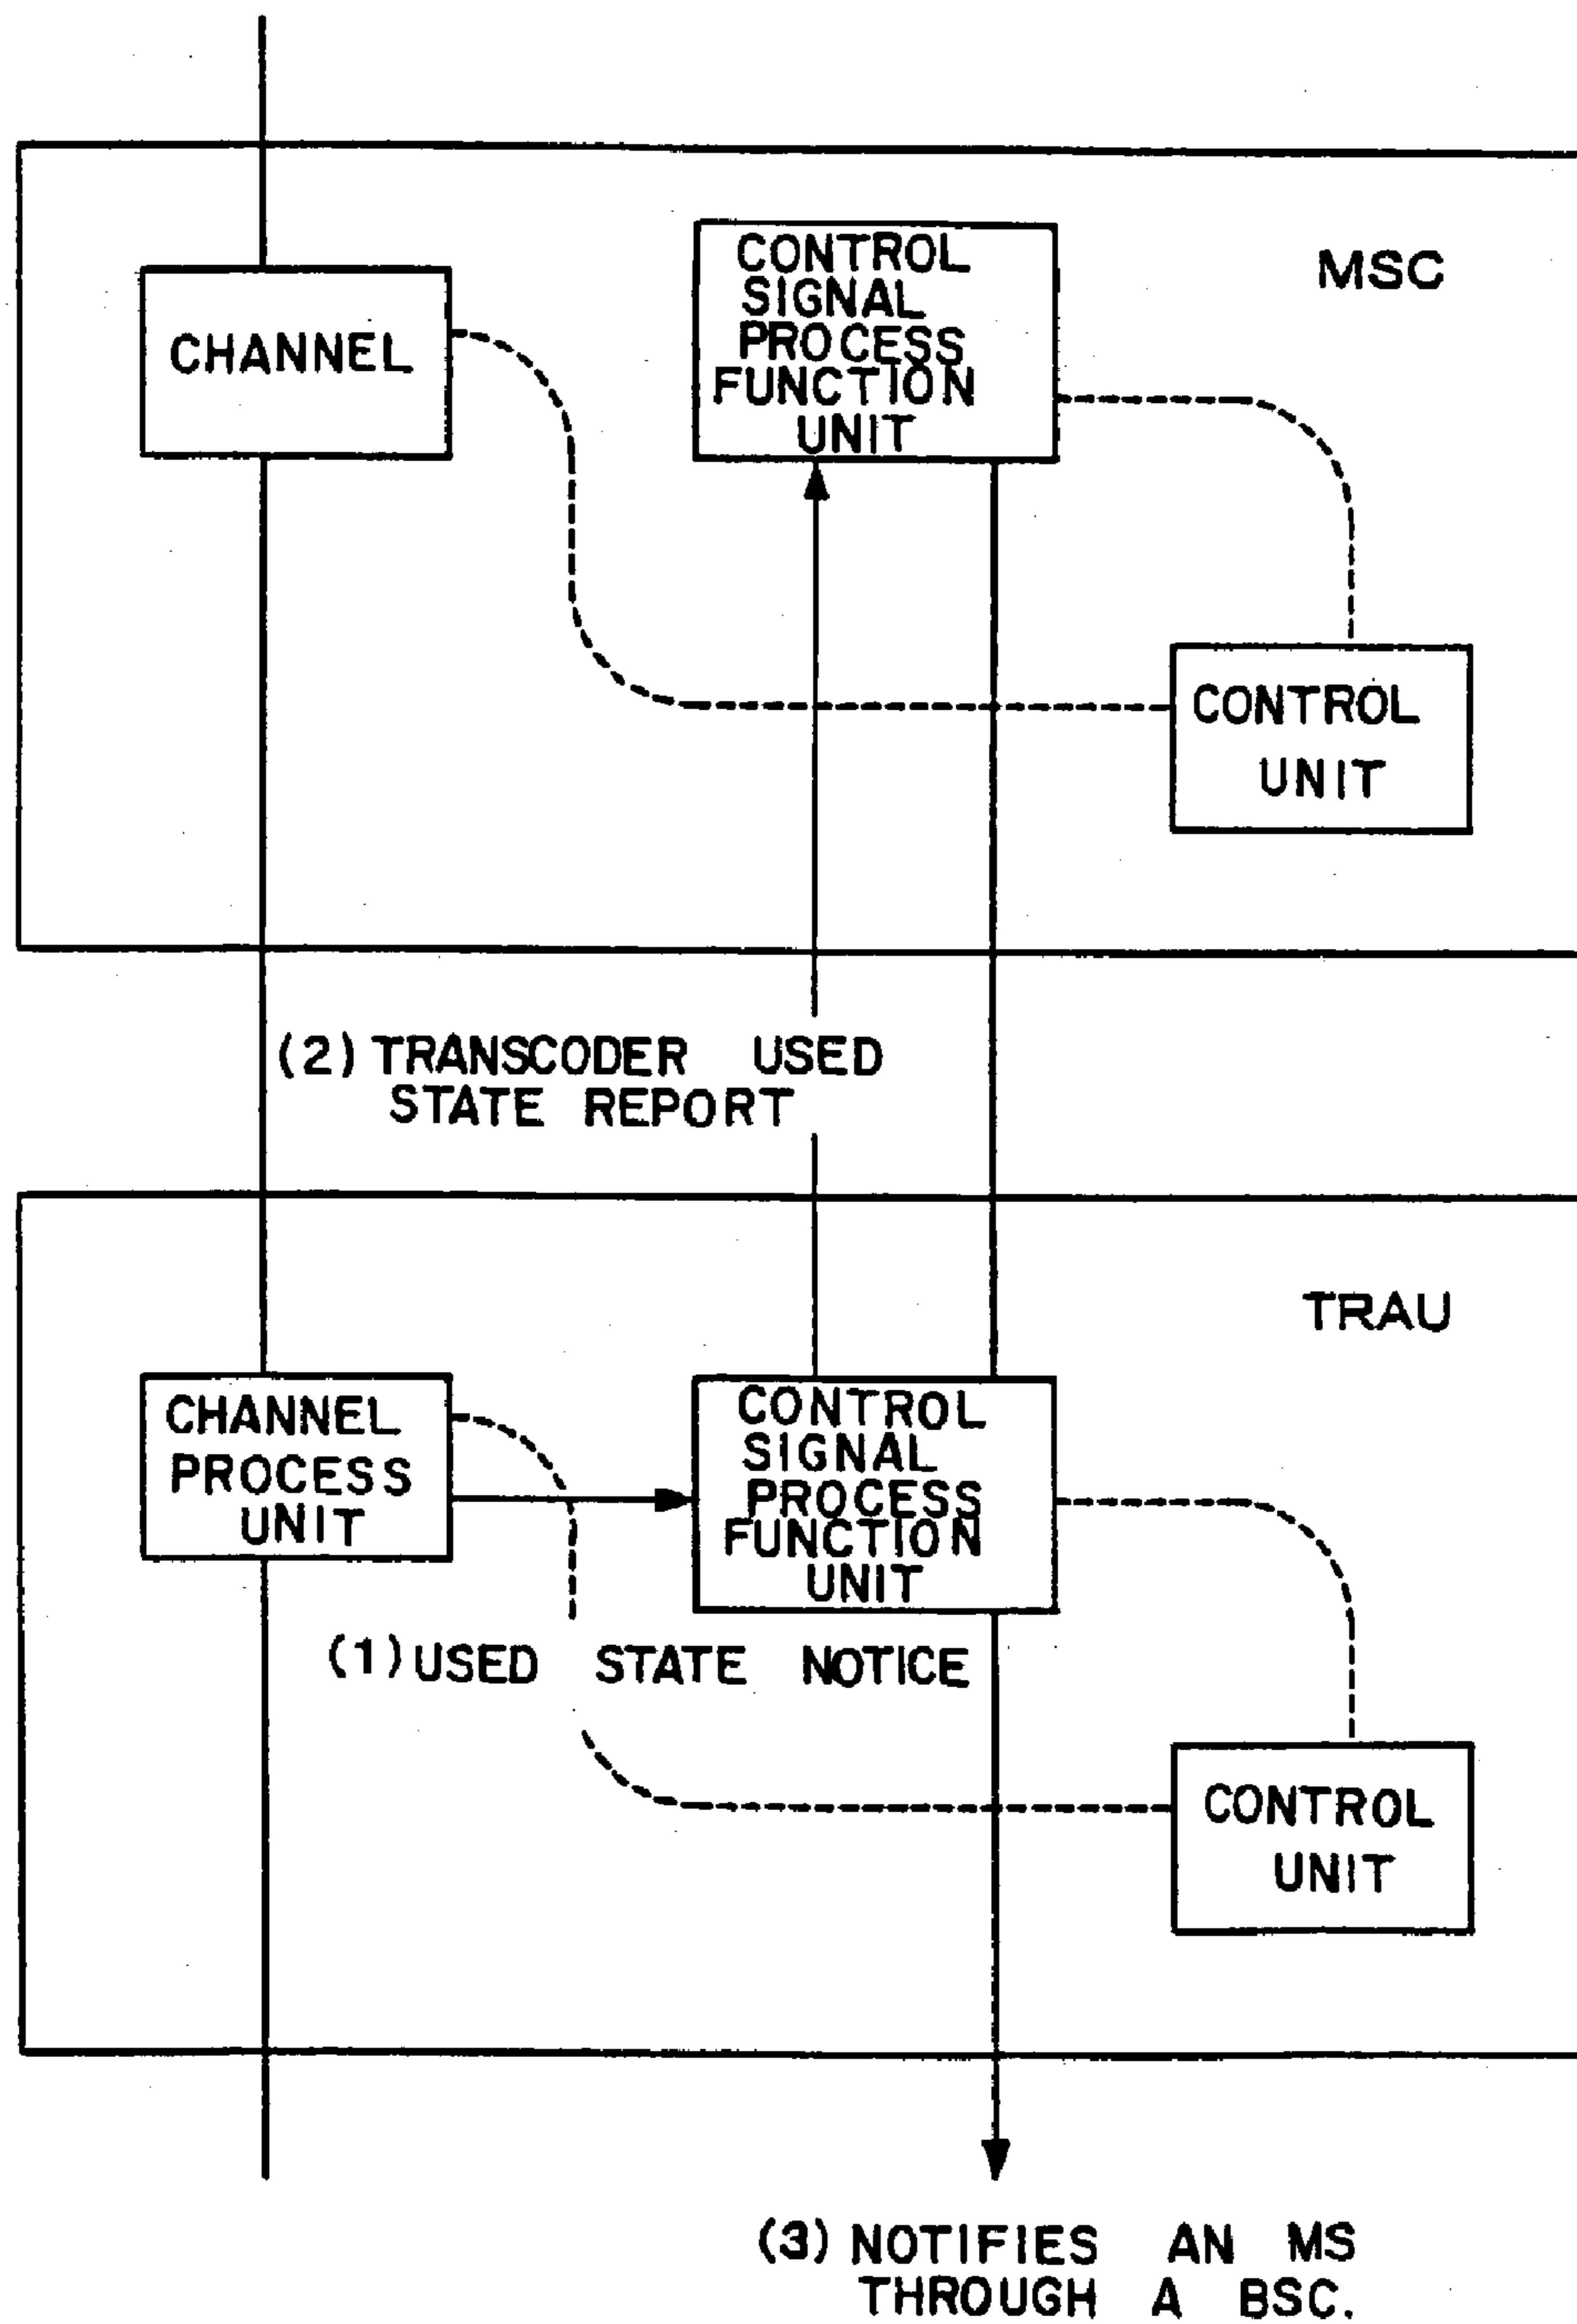 CONTROL
SIGNAL
PROCESS
FUNCTION
UNIT
MSC
CHANNEL
CONTROL
UNIT
(2) TRANSCODER USED
STATE REPORT
TRAU
CHANNEL
PROCESS
UNIT
CONTROL
SIGNAL
PROCESS
FUNCTION
UNIT
(1) USED STATE NOTICE
CONTROL
UNIT
(3) NOTIFIES AN MS
THROUGH A BSC.